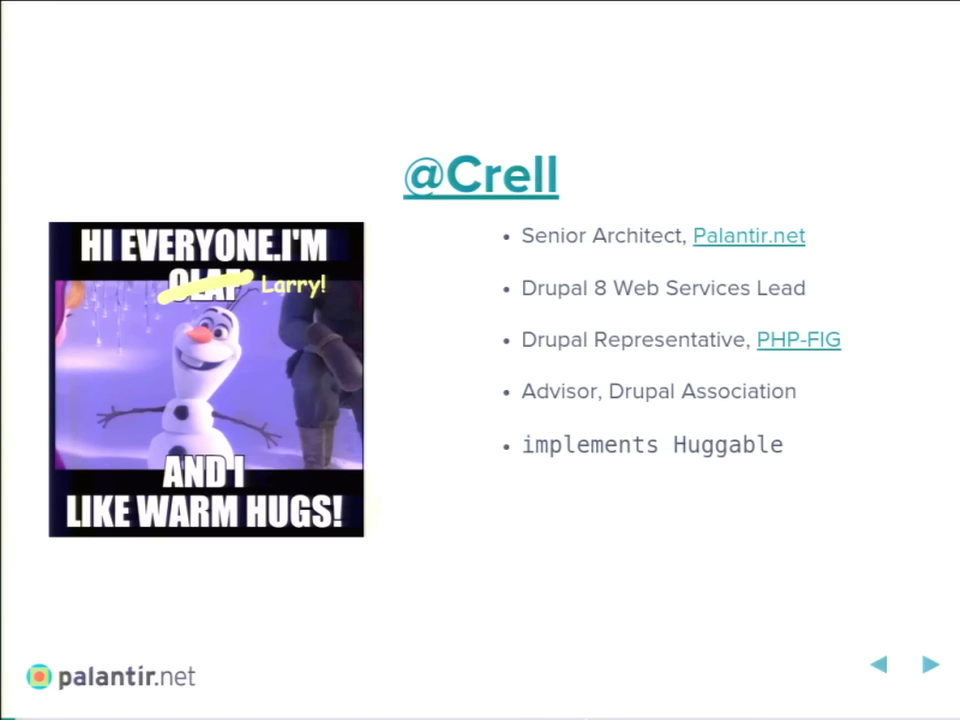 @Crell
HI EVERYONE.I'M
OLAF Larry!
AND I
LIKE WARM HUGS!
Senior Architect, Palantir.net
Drupal 8 Web Services Lead
Drupal Representative, PHP-FIG
Advisor, Drupal Association
implements Huggable
palantir.net